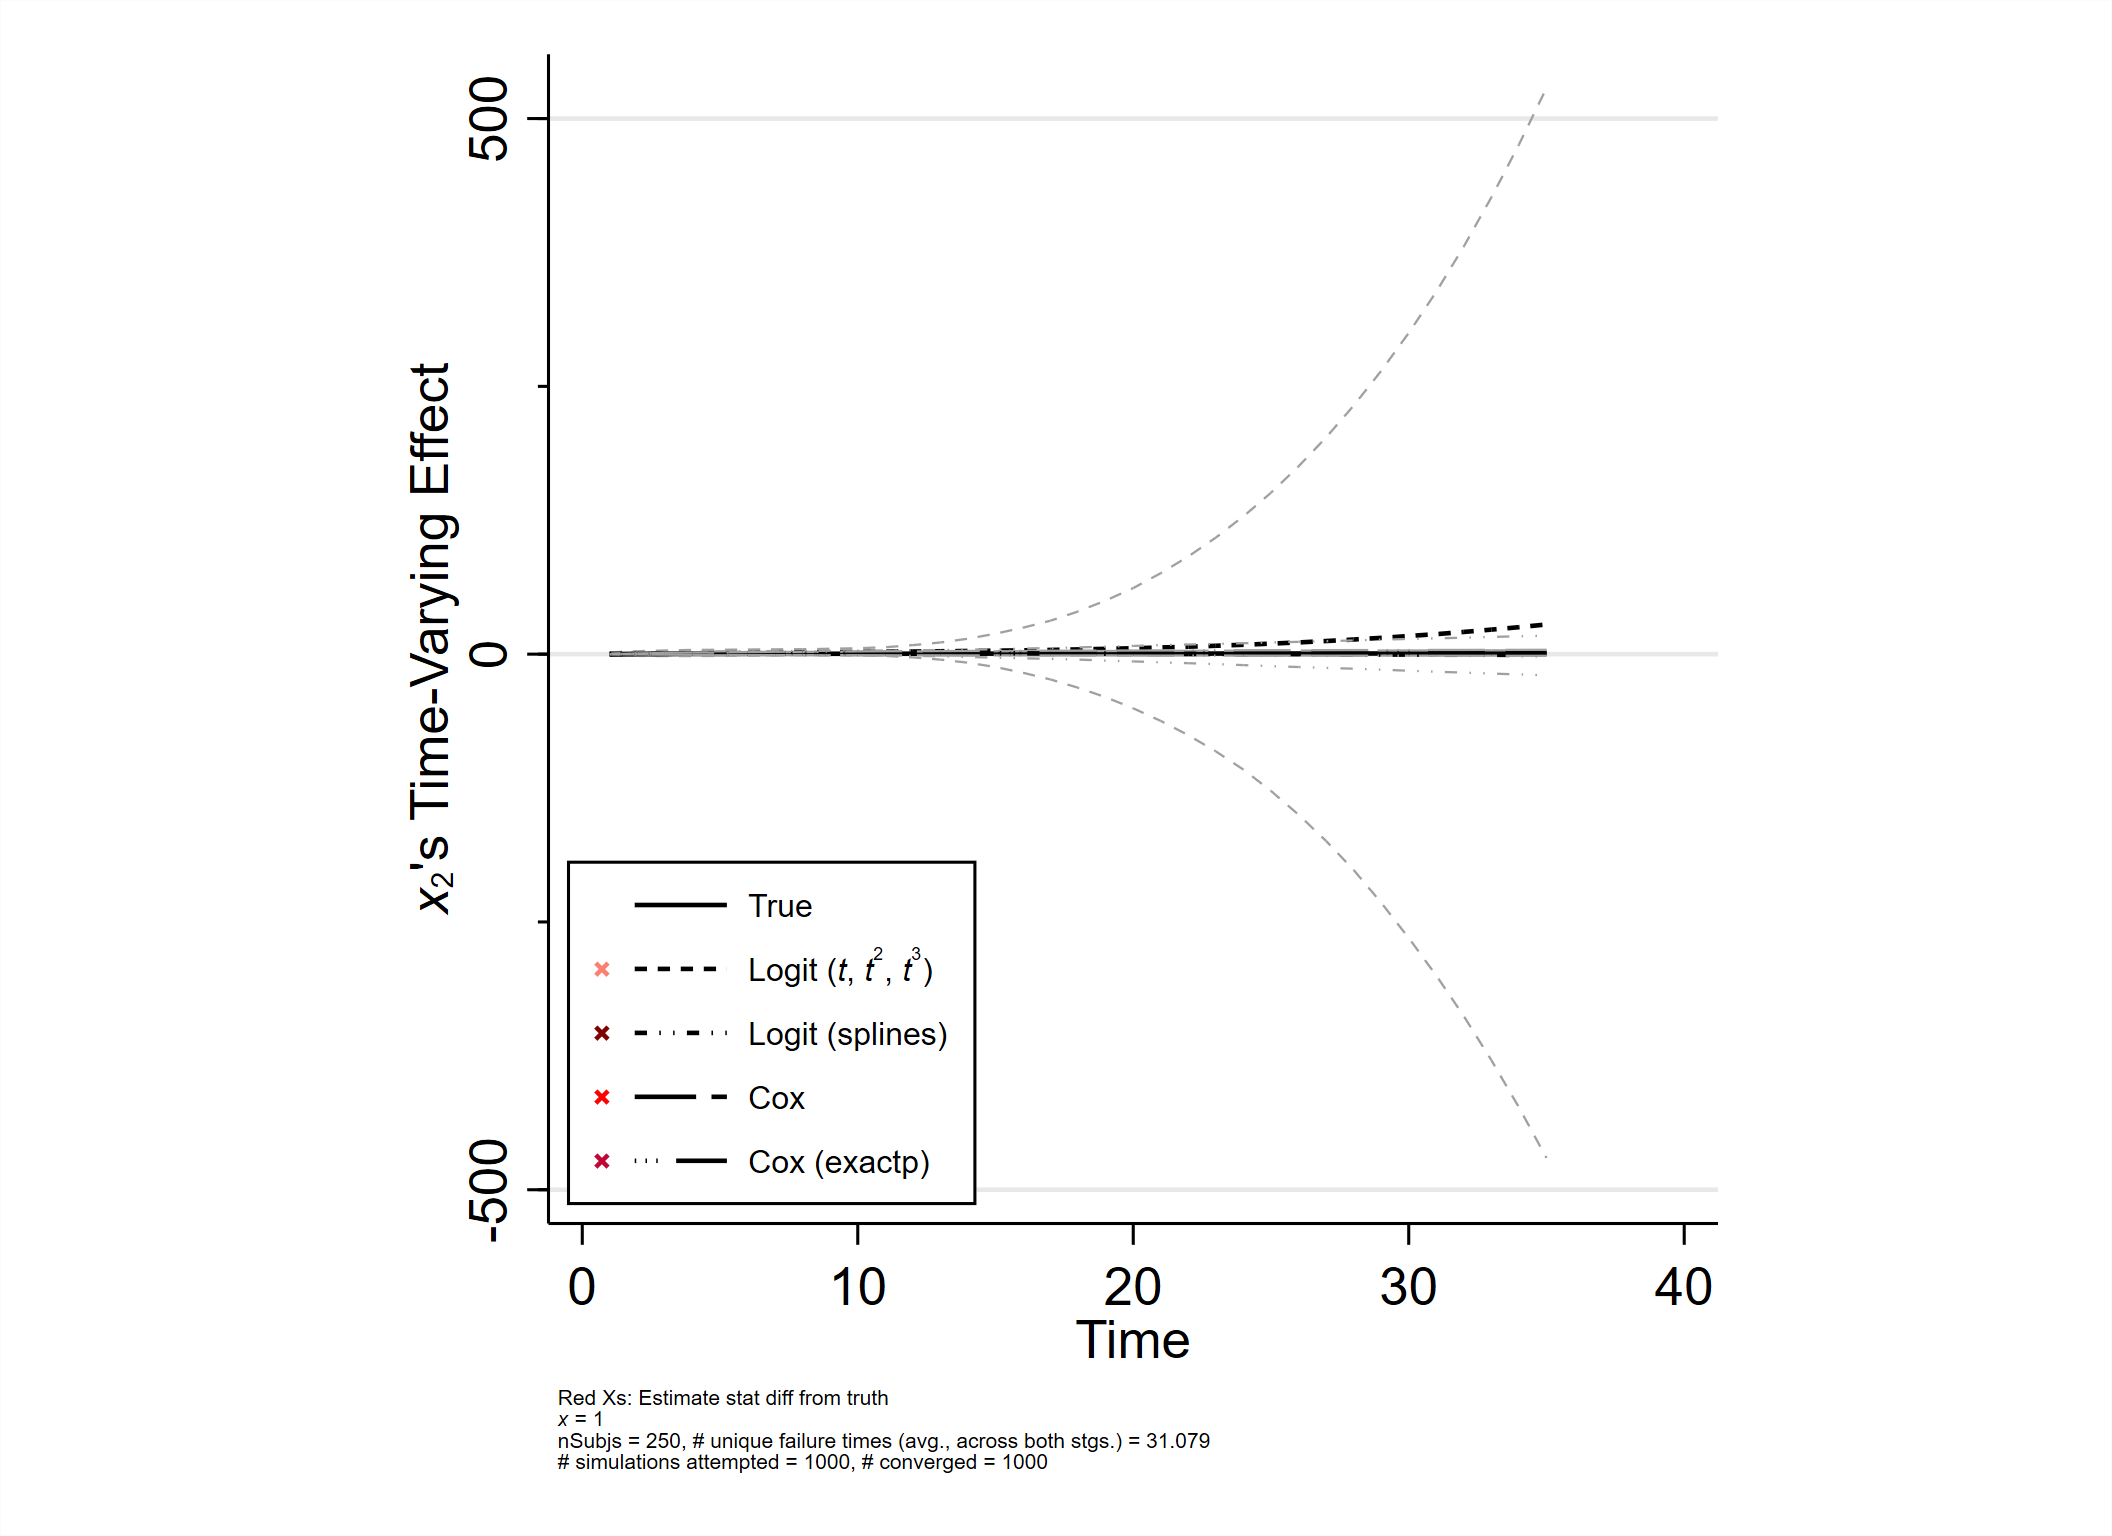 500
0
-500
x₂'s Time-Varying Effect
True
Logit (t, t², t³)
Logit (splines)
Cox
Cox (exactp)
0 10 20 30 40
Time
Red Xs: Estimate stat diff from truth
x = 1
nSubjs = 250, # unique failure times (avg., across both stgs.) = 31.079
# simulations attempted = 1000, # converged = 1000